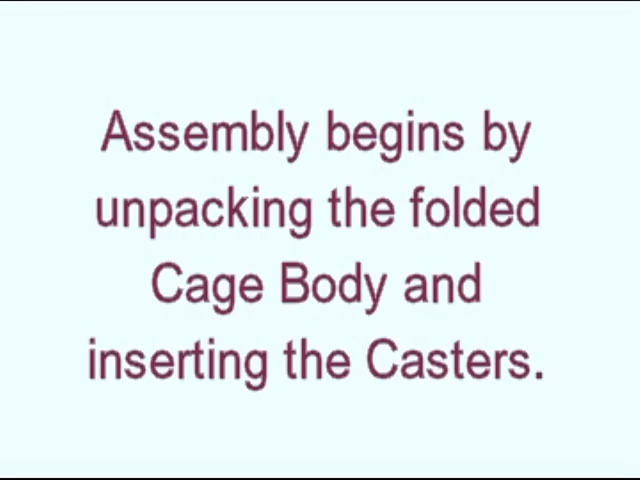 Assembly begins by
unpacking the folded
Cage Body and
inserting the Casters.